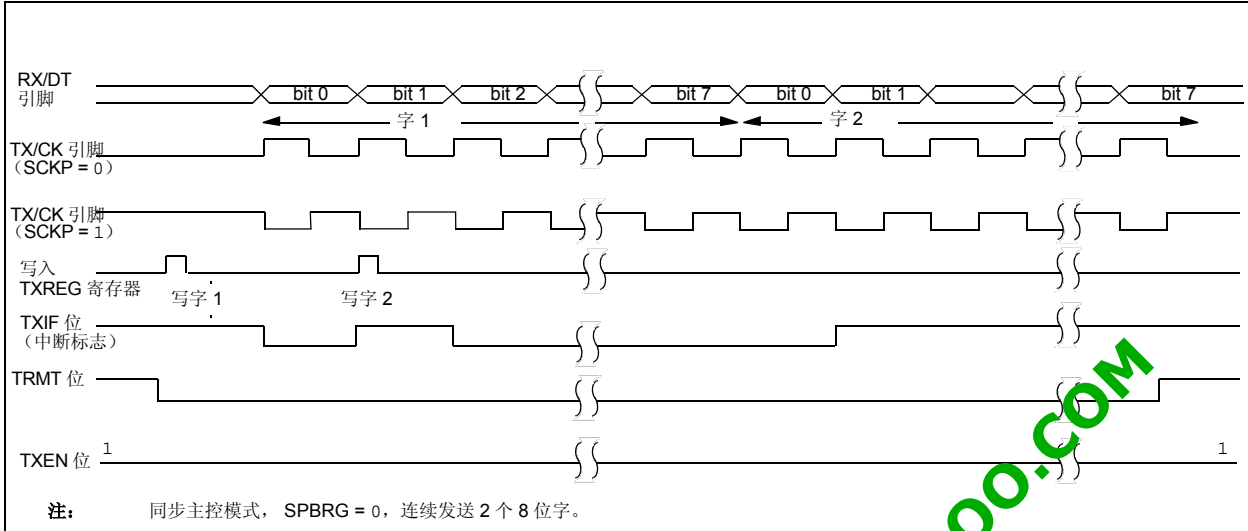 RX/DT
引脚
bit 0 bit 1 bit 2 bit 7 bit 0 bit 1 bit 7
字 1 字 2
TX/CK 引脚
（SCKP = 0）
TX/CK 引脚
（SCKP = 1）
写入
TXREG 寄存器
写字 1 写字 2
TXIF 位
（中断标志）
TRMT 位
TXEN 位 1 1
注： 同步主控模式， SPBRG = 0，连续发送 2 个 8 位字。
OO.COM